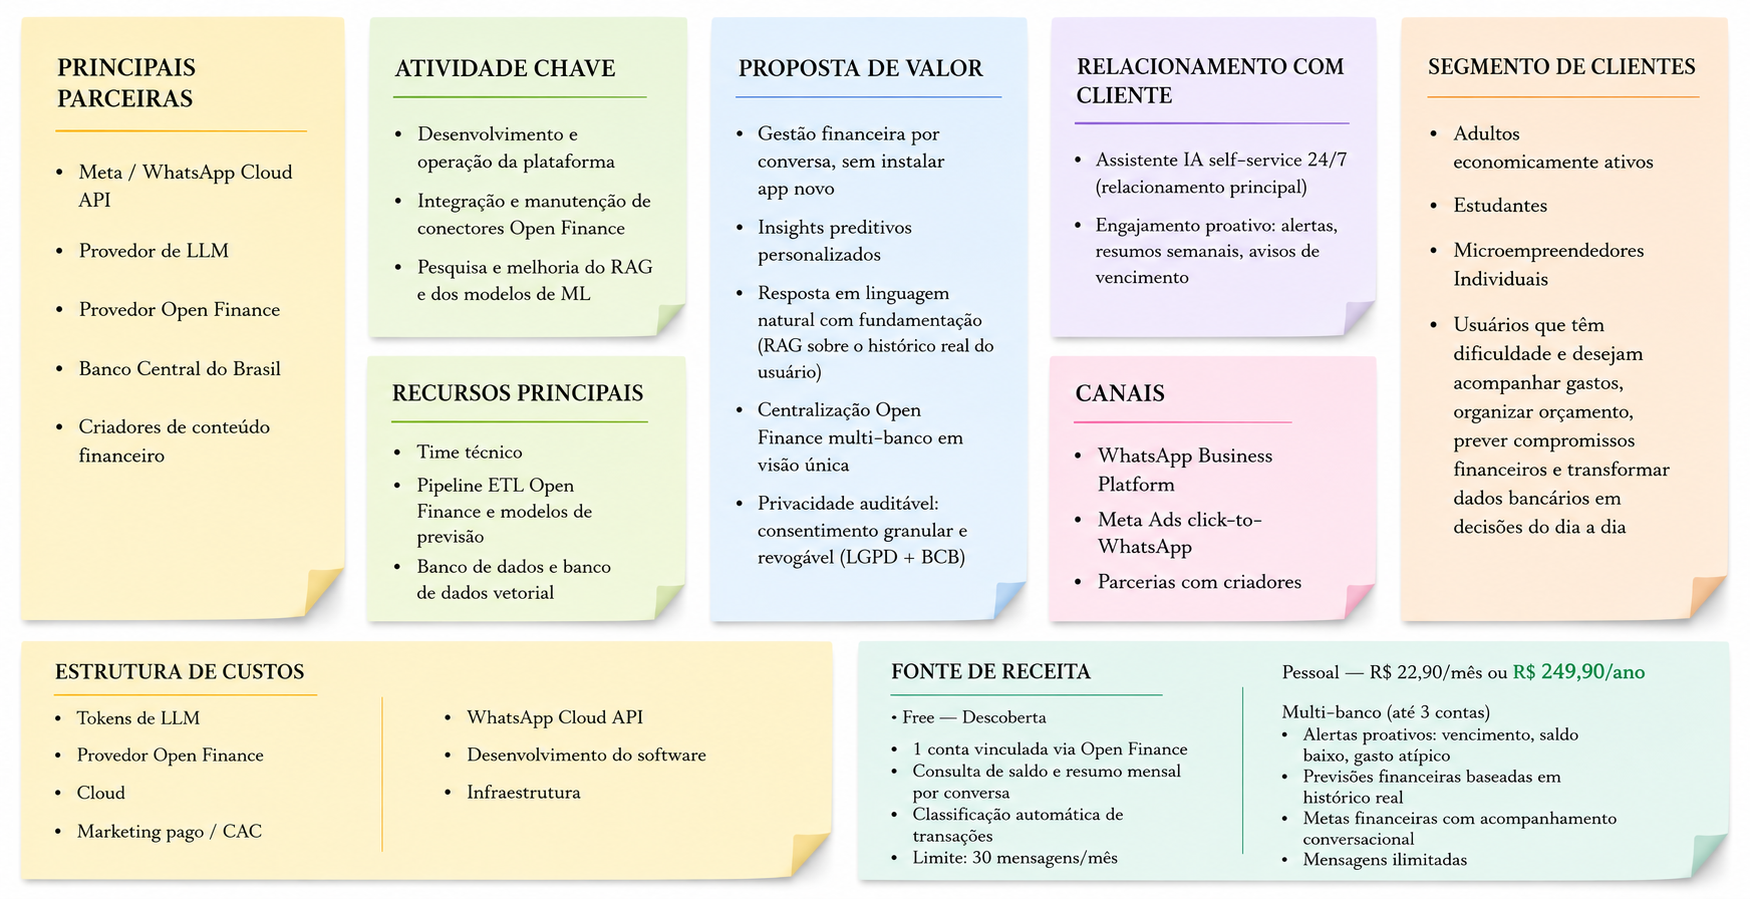 PRINCIPAIS
PARCEIRAS
• Meta / WhatsApp Cloud
API
• Provedor de LLM
• Provedor Open Finance
• Banco Central do Brasil
• Criadores de conteúdo
financeiro
ATIVIDADE CHAVE
• Desenvolvimento e
operação da plataforma
• Integração e manutenção de
conectores Open Finance
• Pesquisa e melhoria do RAG
e dos modelos de ML
RECURSOS PRINCIPAIS
• Time técnico
• Pipeline ETL Open
Finance e modelos de
previsão
• Banco de dados e banco
de dados vetorial
PROPOSTA DE VALOR
• Gestão financeira por
conversa, sem instalar
app novo
• Insights preditivos
personalizados
• Resposta em linguagem
natural com fundamentação
(RAG sobre o histórico real do
usuário)
• Centralização Open
Finance multi-banco em
visão única
• Privacidade auditável:
consentimento granular e
revogável (LGPD + BCB)
RELACIONAMENTO COM
CLIENTE
• Assistente IA self-service 24/7
(relacionamento principal)
• Engajamento proativo: alertas,
resumos semanais, avisos de
vencimento
CANAIS
• WhatsApp Business
Platform
• Meta Ads click-to-
WhatsApp
• Parcerias com criadores
SEGMENTO DE CLIENTES
• Adultos
economicamente ativos
• Estudantes
• Microempreendedores
Individuais
• Usuários que têm
dificuldade e desejam
acompanhar gastos,
organizar orçamento,
prever compromissos
financeiros e transformar
dados bancários em
decisões do dia a dia
ESTRUTURA DE CUSTOS
• Tokens de LLM
• Provedor Open Finance
• Cloud
• Marketing pago / CAC
• WhatsApp Cloud API
• Desenvolvimento do software
• Infraestrutura
FONTE DE RECEITA
• Free — Descoberta
• 1 conta vinculada via Open Finance
• Consulta de saldo e resumo mensal
por conversa
• Classificação automática de
transações
• Limite: 30 mensagens/mês
Pessoal — R$ 22,90/mês ou R$ 249,90/ano
Multi-banco (até 3 contas)
• Alertas proativos: vencimento, saldo
baixo, gasto atípico
• Previsões financeiras baseadas em
histórico real
• Metas financeiras com acompanhamento
conversacional
• Mensagens ilimitadas